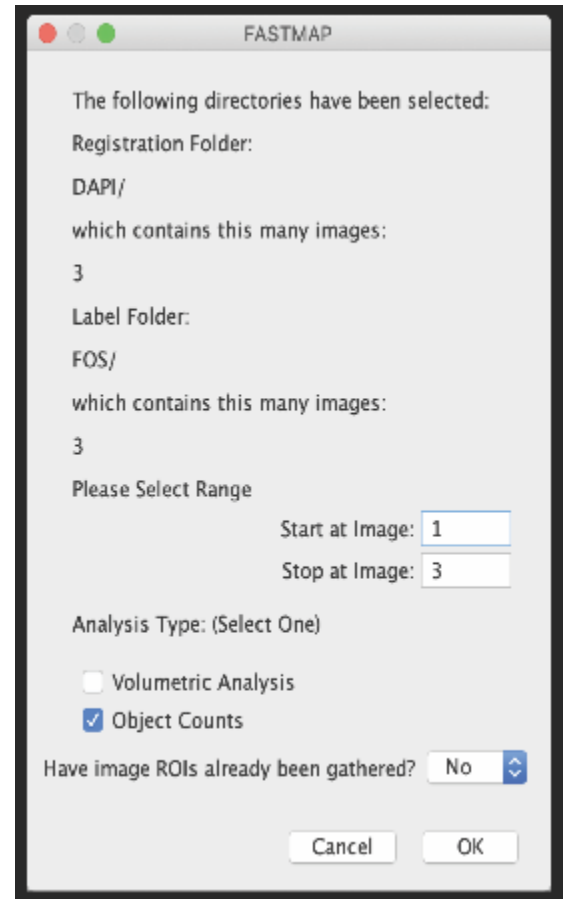 FASTMAP
The following directories have been selected:
Registration Folder:
DAPI/
which contains this many images:
3
Label Folder:
FOS/
which contains this many images:
3
Please Select Range
Start at Image: 1
Stop at Image: 3
Analysis Type: (Select One)
Volumetric Analysis
Object Counts
Have image ROIs already been gathered? No
Cancel OK